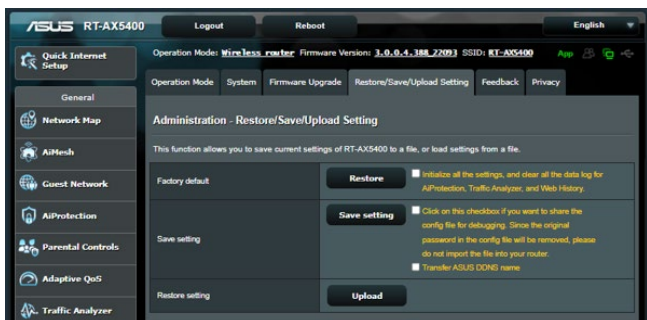 ASUS RT-AX5400 Logout Reboot English
Quick Internet Setup
Operation Mode: Wireless router Firmware Version: 3.0.0.4.388_22093 SSID: RT-AX5400 App
Operation Mode System Firmware Upgrade Restore/Save/Upload Setting Feedback Privacy
General
Network Map
AiMesh
Guest Network
AiProtection
Parental Controls
Adaptive QoS
Traffic Analyzer
Administration - Restore/Save/Upload Setting
This function allows you to save current settings of RT-AX5400 to a file, or load settings from a file.
Factory default Restore Initialize all the settings, and clear all the data log for
AiProtection, Traffic Analyzer, and Web History.
Save setting Save setting Click on this checkbox if you want to share the
config file for debugging. Since the original
password in the config file will be removed, please
do not import the file into your router.
Transfer ASUS DDNS name
Restore setting Upload